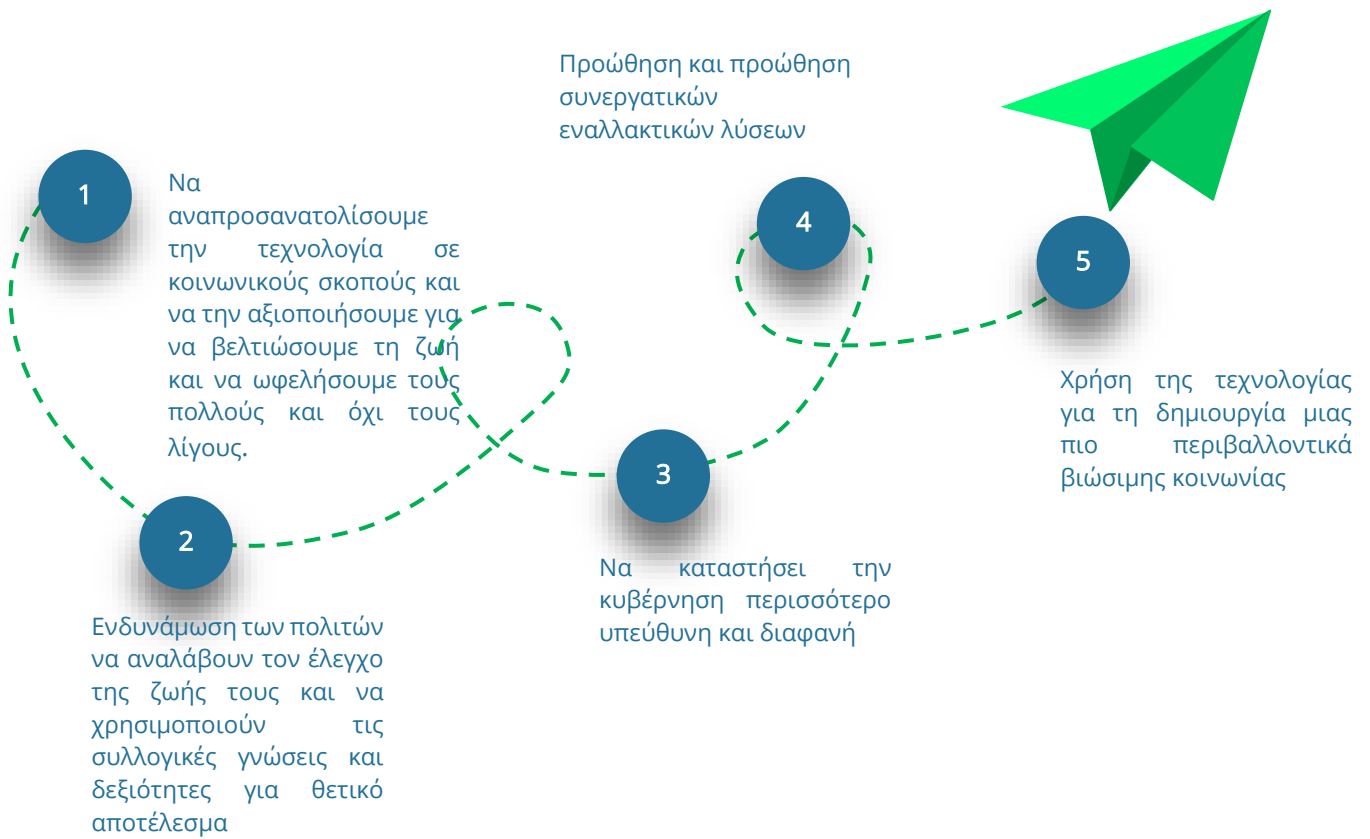 1
Να
αναπροσανατολίσουμε
την τεχνολογία σε
κοινωνικούς σκοπούς και
να την αξιοποιήσουμε για
να βελτιώσουμε τη ζωή
και να ωφελήσουμε τους
πολλούς και όχι τους
λίγους.
2
Ενδυνάμωση των πολιτών
να αναλάβουν τον έλεγχο
της ζωής τους και να
χρησιμοποιούν τις
συλλογικές γνώσεις και
δεξιότητες για θετικό
αποτέλεσμα
3
Να καταστήσει την
κυβέρνηση περισσότερο
υπεύθυνη και διαφανή
Προώθηση και προώθηση
συνεργατικών
εναλλακτικών λύσεων
4
5
Χρήση της τεχνολογίας
για τη δημιουργία μιας
πιο περιβαλλοντικά
βιώσιμης κοινωνίας